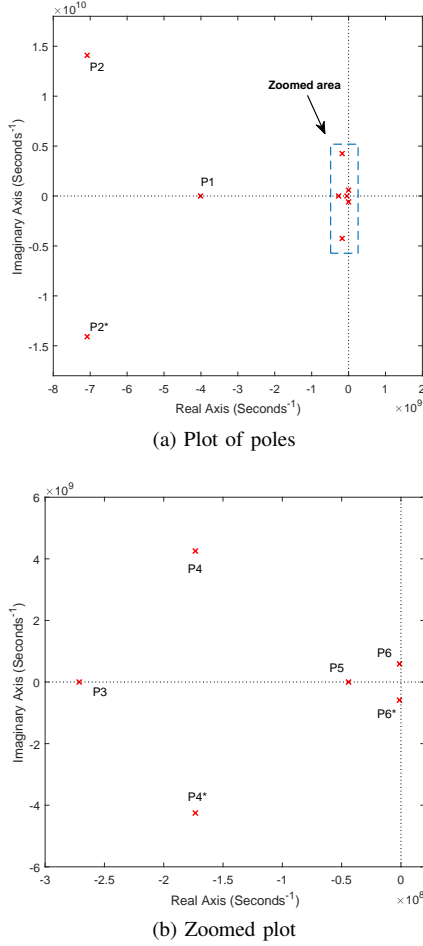 ×10^10
1.5
1
0.5
0
-0.5
-1
-1.5
Imaginary Axis (Seconds^-1)
P2
Zoomed area
P1
P2*
-8 -7 -6 -5 -4 -3 -2 -1 0 1 2
Real Axis (Seconds^-1)
×10^9
(a) Plot of poles
×10^9
6
4
2
0
-2
-4
-6
Imaginary Axis (Seconds^-1)
P4
P6
P5
P3
P6*
P4*
-3 -2.5 -2 -1.5 -1 -0.5 0
Real Axis (Seconds^-1)
×10^8
(b) Zoomed plot